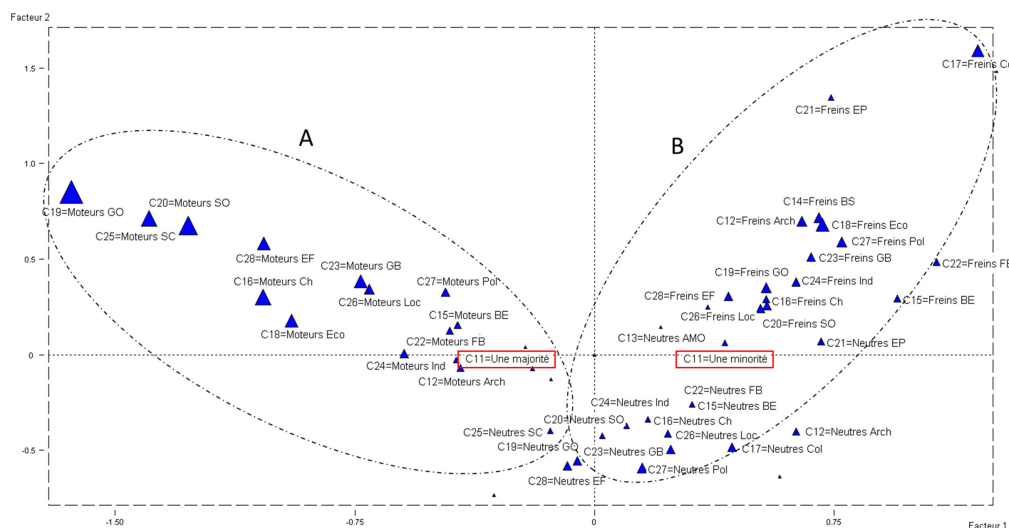 Facteur 2
C17=Freins Co
1.5
C21=Freins EP
A
B
1.0
C20=Moteurs SO
C19=Moteurs GO
C25=Moteurs SC
C14=Freins BS
C12=Freins Arch
C18=Freins Eco
C27=Freins Pol
C28=Moteurs EF
C23=Moteurs GB
C23=Freins GB
C22=Freins FB
0.5
C27=Moteurs Pol
C19=Freins GO
C24=Freins Ind
C16=Moteurs Ch
C26=Moteurs Loc
C28=Freins EF
C16=Freins Ch
C15=Freins BE
C15=Moteurs BE
C26=Freins Loc
C20=Freins SO
C18=Moteurs Eco
C22=Moteurs FB
C13=Neutres AMO
C21=Neutres EP
0
C24=Moteurs Ind
C11=Une majorité
C11=Une minorité
C12=Moteurs Arch
C22=Neutres FB
C24=Neutres Ind
C15=Neutres BE
C20=Neutres SO
C16=Neutres Ch
C25=Neutres SC
C26=Neutres Loc
C12=Neutres Arch
C19=Neutres GO
C23=Neutres GB
C17=Neutres Col
-0.5
C28=Neutres EF
C27=Neutres Pol
-1.50
-0.75
0
0.75
Facteur 1